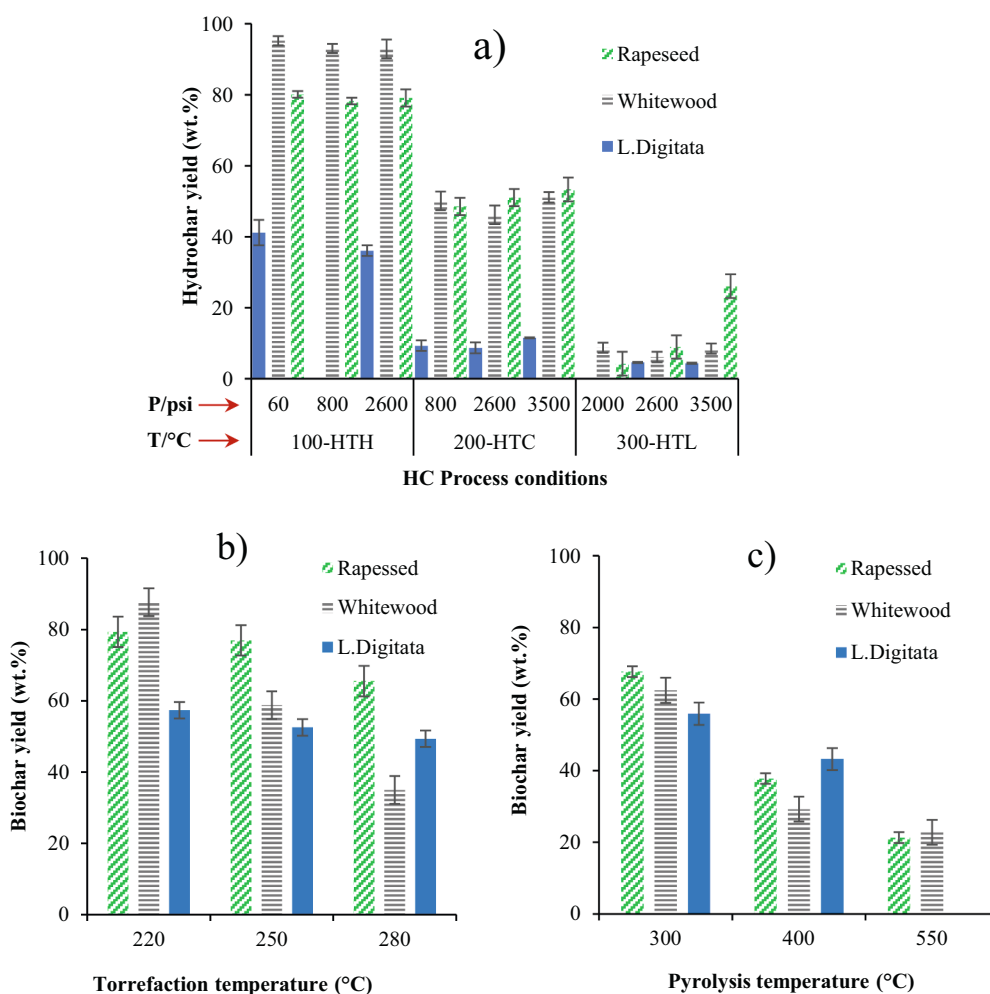 a)
Hydrochar yield (wt.%)
100
80
60
40
20
0
Rapeseed
Whitewood
L.Digitata
P/psi 60 800 2600 800 2600 3500 2000 2600 3500
T/°C 100-HTH 200-HTC 300-HTL
HC Process conditions
b)
Biochar yield (wt.%)
100
80
60
40
20
0
Rapessed
Whitewood
L.Digitata
220 250 280
Torrefaction temperature (°C)
c)
Biochar yield (wt.%)
100
80
60
40
20
0
Rapeseed
Whitewood
L.Digitata
300 400 550
Pyrolysis temperature (°C)